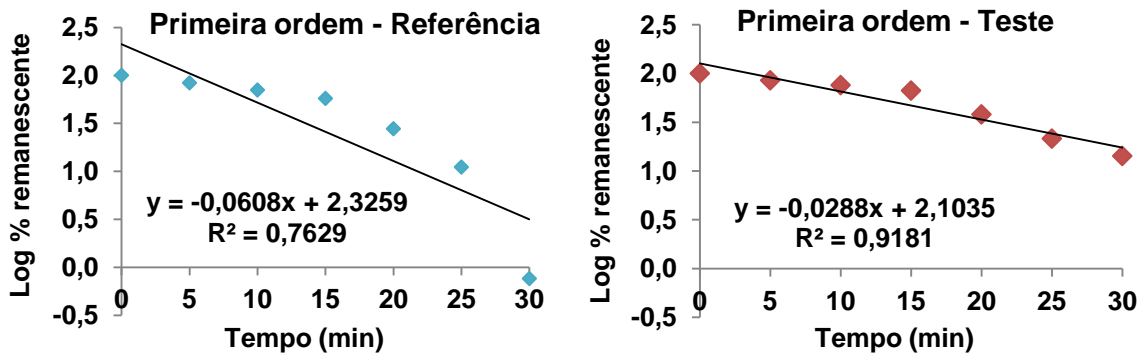 Primeira ordem - Referência
Log % remanescente
2,5
2,0
1,5
1,0
0,5
0,0
-0,5
y = -0,0608x + 2,3259
R² = 0,7629
0 5 10 15 20 25 30
Tempo (min)
Primeira ordem - Teste
Log % remanescente
2,5
2,0
1,5
1,0
0,5
0,0
-0,5
y = -0,0288x + 2,1035
R² = 0,9181
0 5 10 15 20 25 30
Tempo (min)